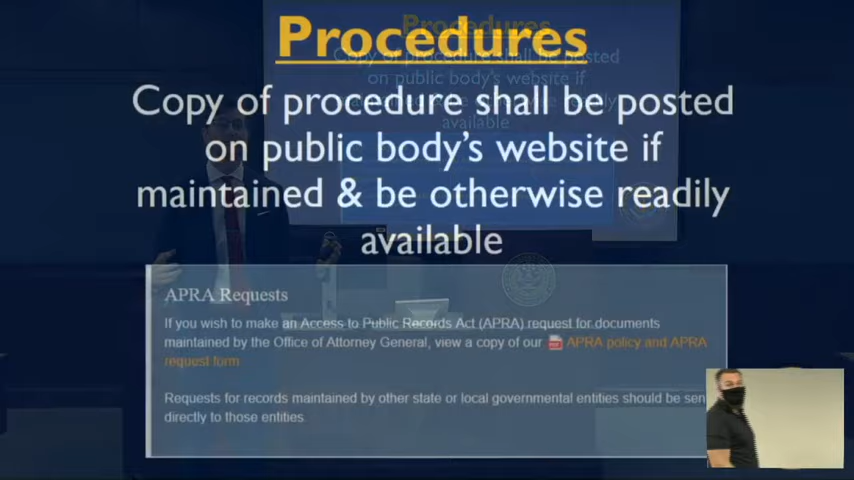 Procedures
Copy of procedure shall be posted
on public body's website if
maintained & be otherwise readily
available
APRA Requests
If you wish to make an Access to Public Records Act (APRA) request for documents
maintained by the Office of Attorney General, view a copy of our APRA policy and APRA
request form
Requests for records maintained by other state or local governmental entities should be sen
directly to those entities.